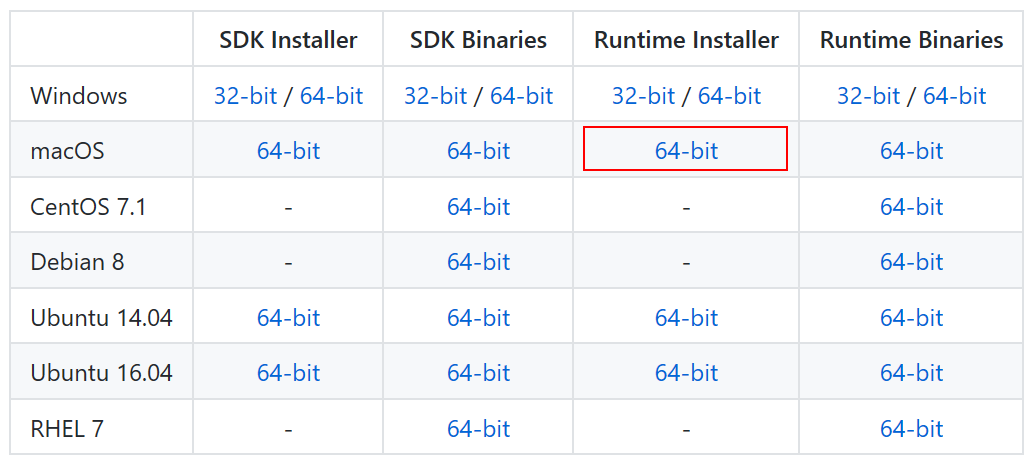 SDK Installer SDK Binaries Runtime Installer Runtime Binaries
Windows 32-bit / 64-bit 32-bit / 64-bit 32-bit / 64-bit 32-bit / 64-bit
macOS 64-bit 64-bit 64-bit 64-bit
CentOS 7.1 - 64-bit - 64-bit
Debian 8 - 64-bit - 64-bit
Ubuntu 14.04 64-bit 64-bit 64-bit 64-bit
Ubuntu 16.04 64-bit 64-bit 64-bit 64-bit
RHEL 7 - 64-bit - 64-bit